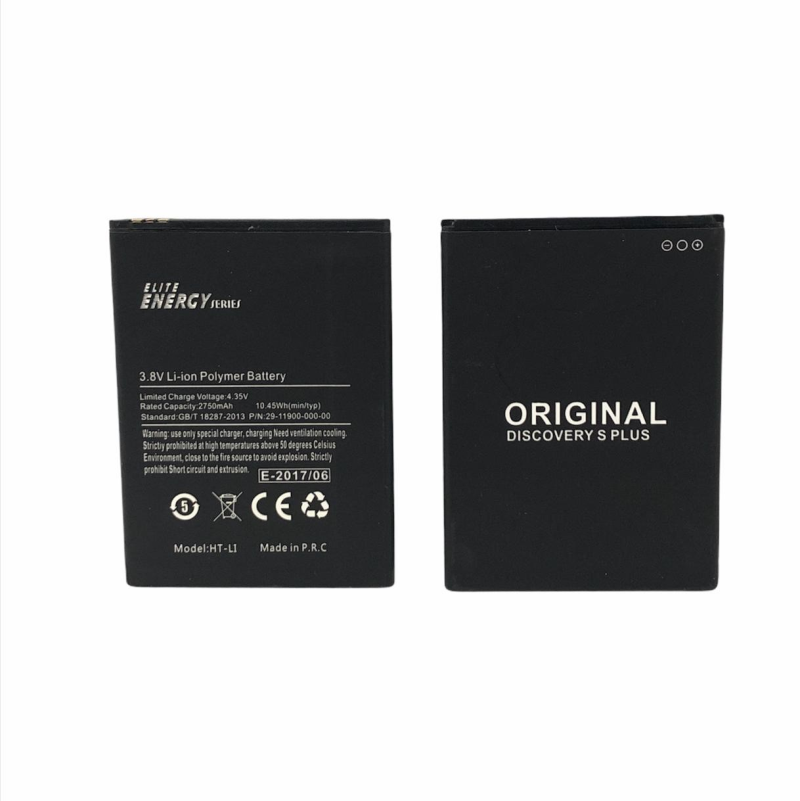 ELITE
ENERGY SERIES
3.8V Li-ion Polymer Battery
Limited Charge Voltage:4.35V
Rated Capacity:2750mAh 10.45Wh(min/typ)
Standard:GB/T 18287-2013 P/N:29-11900-000-00
Warning: use only special charger, charging Need ventilation cooling.
Strictiy prohibited at high temperatures above 50 degrees Celsius
Environment, close to the fire source to avoid explosion. Strictly
prohibit Short circuit and extrusion.
E-2017/06
5
CE
Model:HT-LI Made in P.R.C
ORIGINAL
DISCOVERY S PLUS